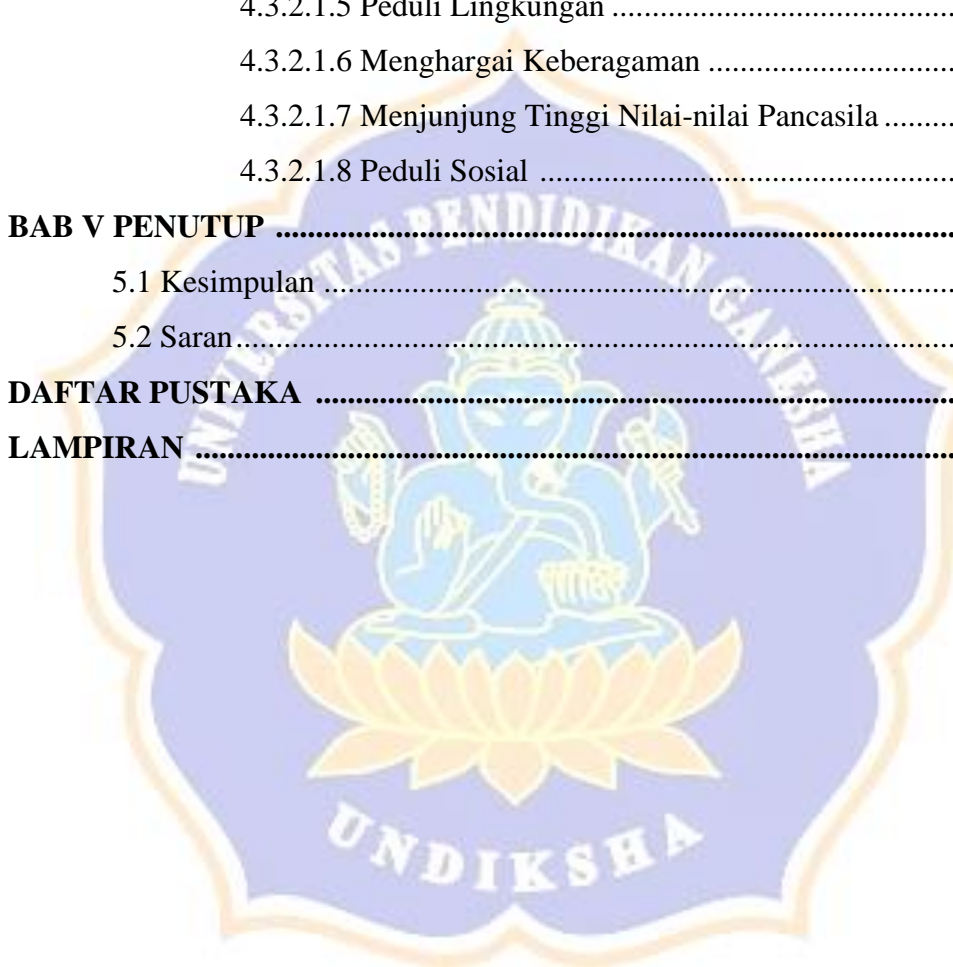 4.3.2.1.5 Peduli Lingkungan ...........................................
4.3.2.1.6 Menghargai Keberagaman ...............................
4.3.2.1.7 Menjunjung Tinggi Nilai-nilai Pancasila .........
4.3.2.1.8 Peduli Sosial .....................................................
BAB V PENUTUP .......................................................................................
5.1 Kesimpulan ................................................................................
5.2 Saran...........................................................................................
DAFTAR PUSTAKA .................................................................................
LAMPIRAN .................................................................................................
UNIVERSITAS PENDIDIKAN GANESHA
UNDIKSHA